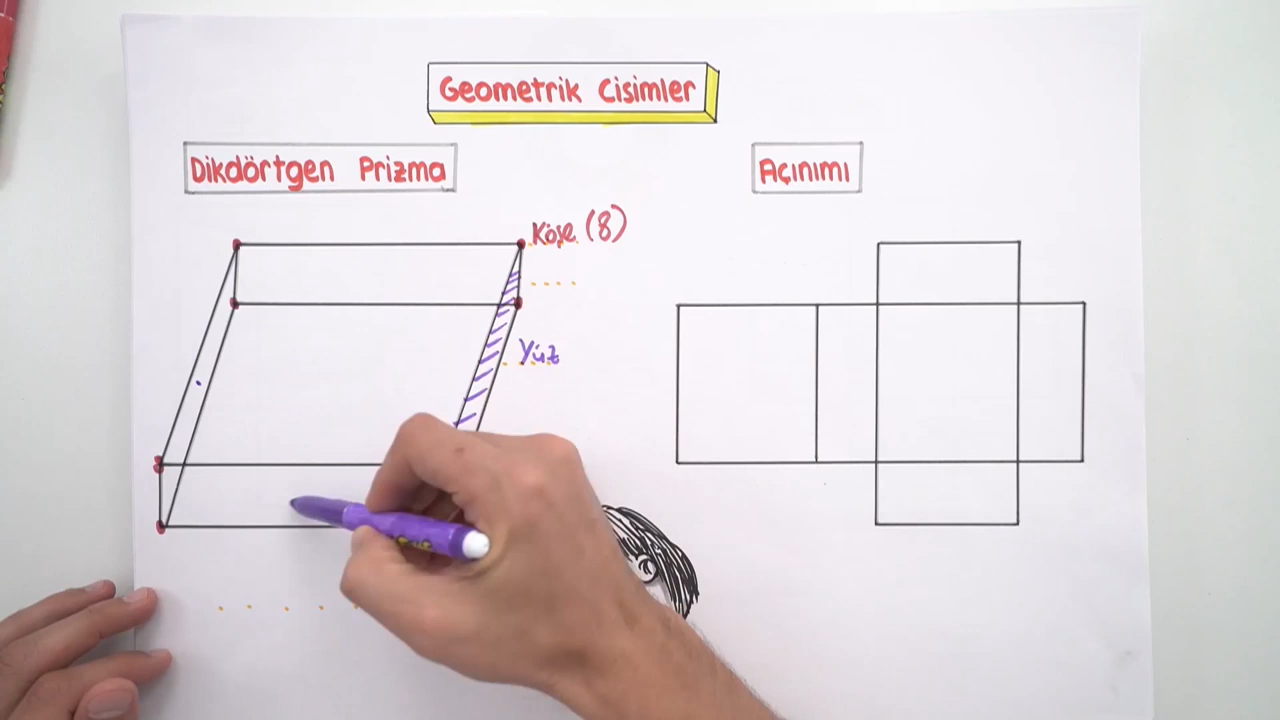 Geometrik Cisimler
Dikdörtgen Prizma
Açınımı
Köşe (8)
Yüz